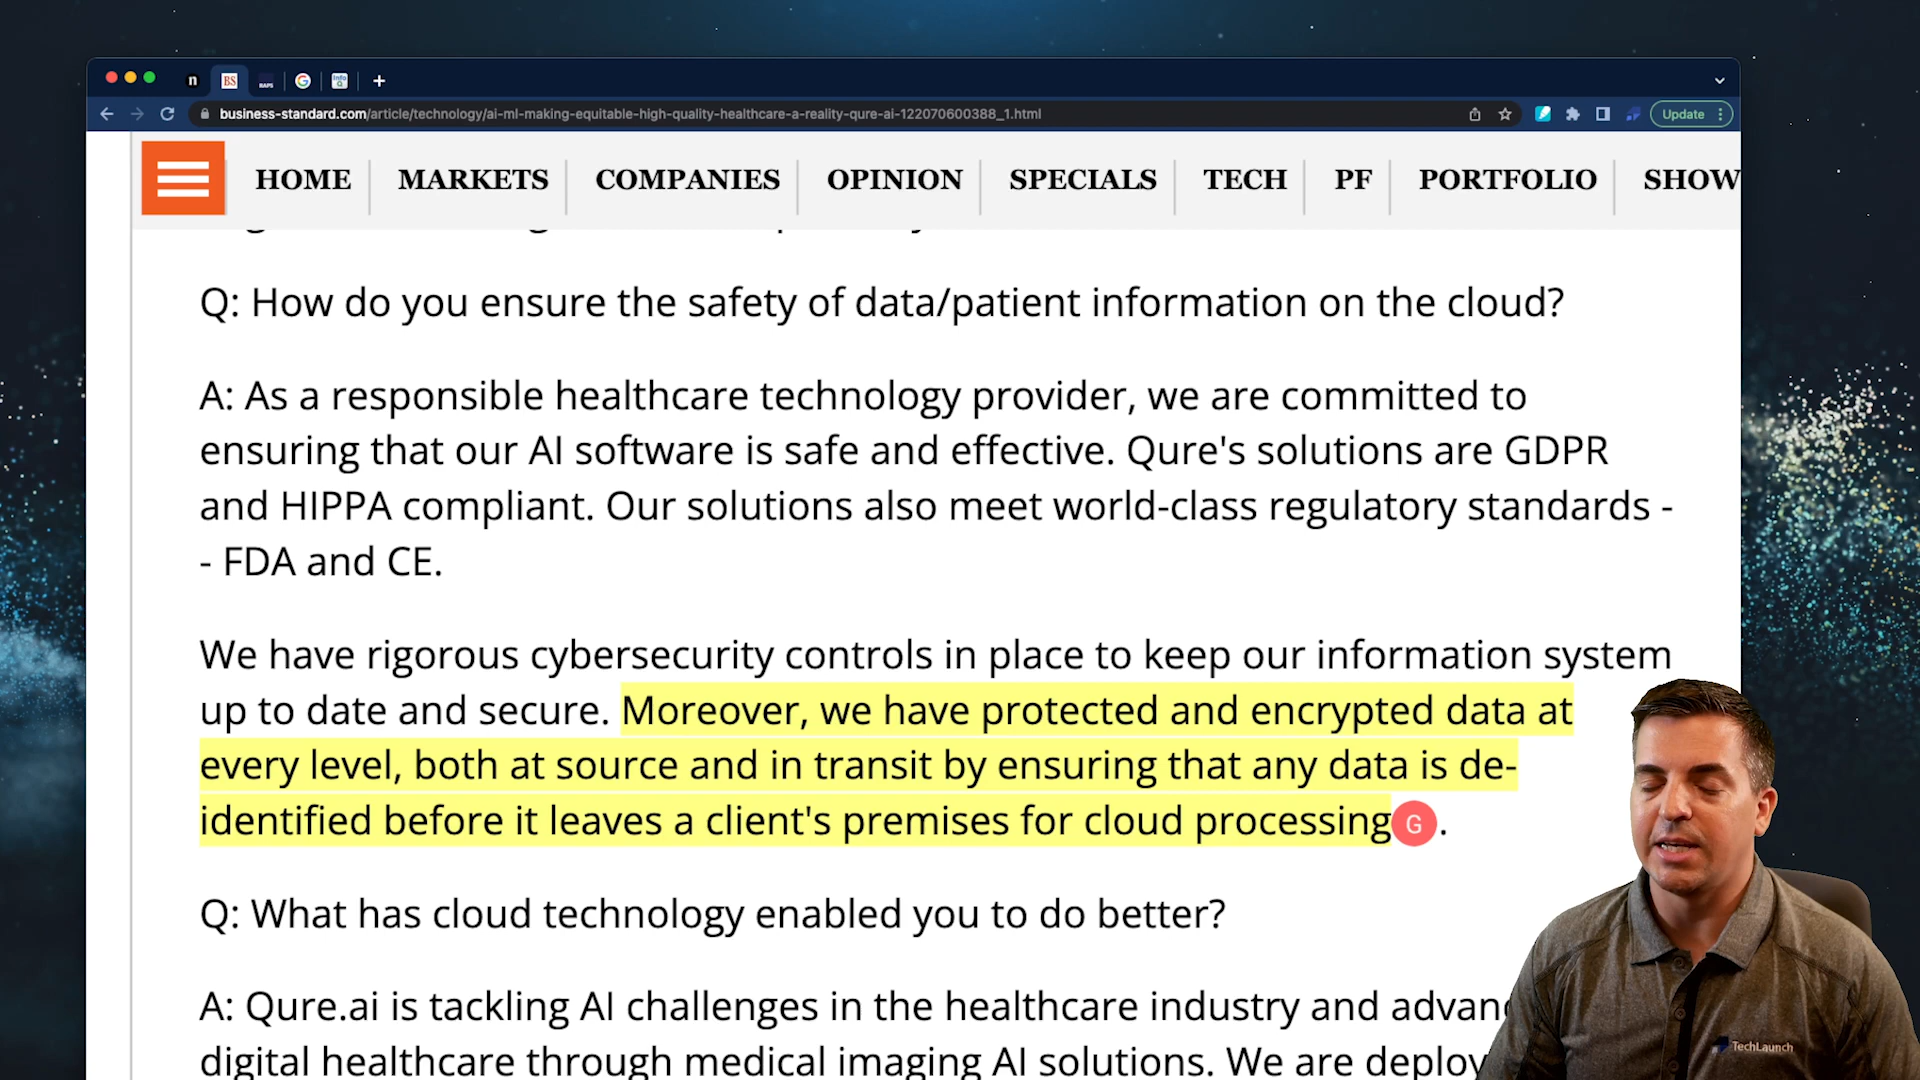 n BS RAPS G Info Q +
business-standard.com/article/technology/ai-ml-making-equitable-high-quality-healthcare-a-reality-qure-ai-122070600388_1.html
Update
HOME MARKETS COMPANIES OPINION SPECIALS TECH PF PORTFOLIO SHOW
Q: How do you ensure the safety of data/patient information on the cloud?
A: As a responsible healthcare technology provider, we are committed to
ensuring that our AI software is safe and effective. Qure's solutions are GDPR
and HIPPA compliant. Our solutions also meet world-class regulatory standards -
- FDA and CE.
We have rigorous cybersecurity controls in place to keep our information system
up to date and secure. Moreover, we have protected and encrypted data at
every level, both at source and in transit by ensuring that any data is de-
identified before it leaves a client's premises for cloud processing G .
Q: What has cloud technology enabled you to do better?
A: Qure.ai is tackling AI challenges in the healthcare industry and advanc
digital healthcare through medical imaging AI solutions. We are deploy
TechLaunch